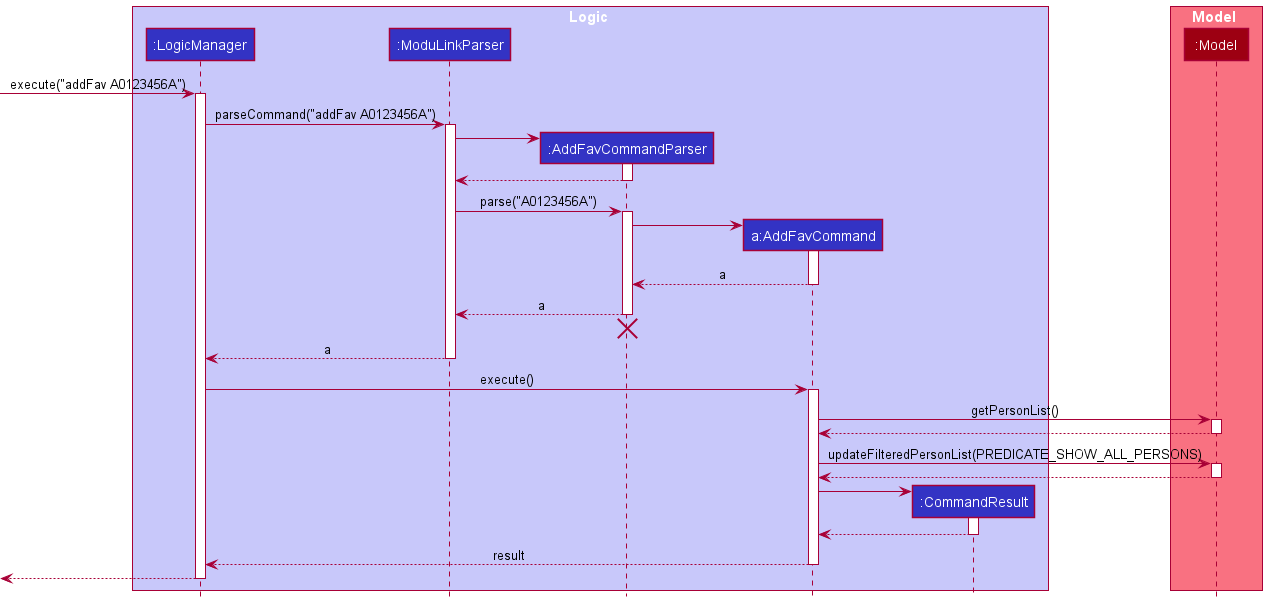 Logic
Model
:LogicManager
:ModuLinkParser
:Model
execute("addFav A0123456A")
parseCommand("addFav A0123456A")
:AddFavCommandParser
parse("A0123456A")
a:AddFavCommand
a
a
a
execute()
getPersonList()
updateFilteredPersonList(PREDICATE_SHOW_ALL_PERSONS)
:CommandResult
result